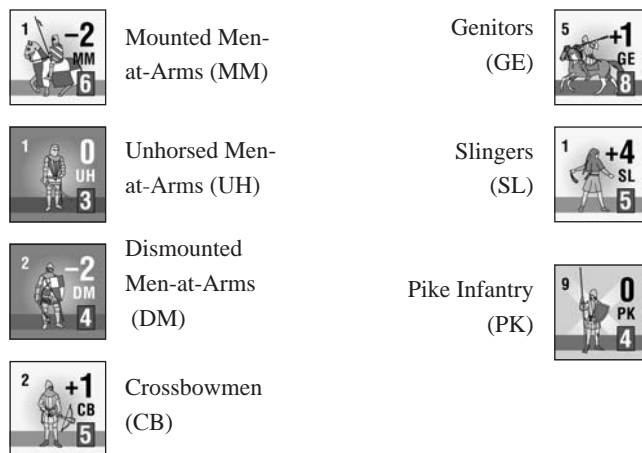 1 -2
MM
6
Mounted Men-
at-Arms (MM)
1 0
UH
3
Unhorsed Men-
at-Arms (UH)
2 -2
DM
4
Dismounted
Men-at-Arms
(DM)
2 +1
CB
5
Crossbowmen
(CB)
Genitors
(GE)
5 +1
GE
8
Slingers
(SL)
1 +4
SL
5
Pike Infantry
(PK)
9 0
PK
4